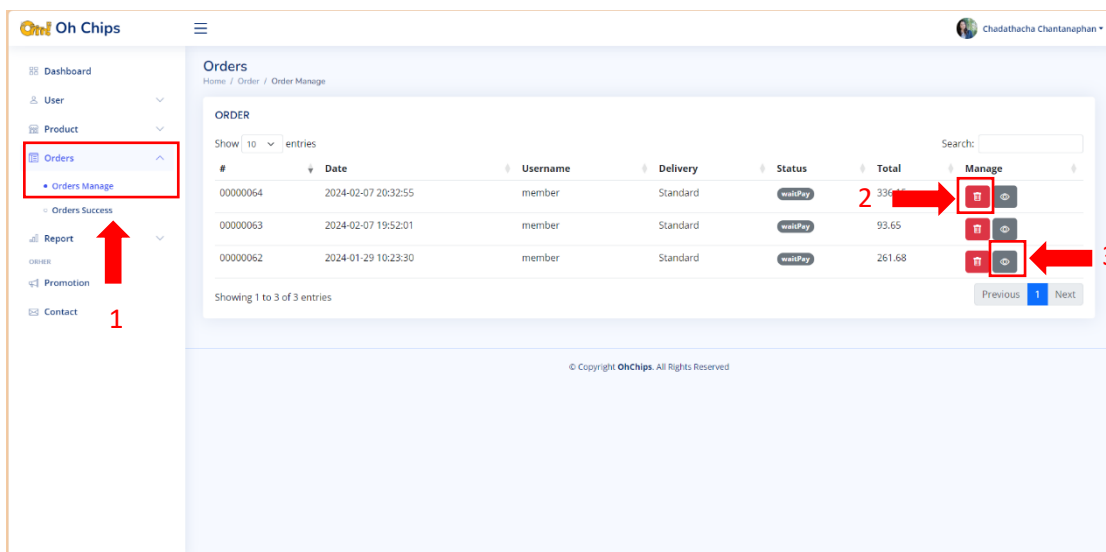 Oh! Oh Chips
Chadathacha Chantanaphan
Dashboard
User
Product
Orders
Orders Manage
Orders Success
Report
ORHER
Promotion
Contact
1
Orders
Home / Order / Order Manage
ORDER
Show 10 entries
Search:
# Date Username Delivery Status Total Manage
00000064 2024-02-07 20:32:55 member Standard waitPay 2
00000063 2024-02-07 19:52:01 member Standard waitPay 93.65
00000062 2024-01-29 10:23:30 member Standard waitPay 261.68
3
Showing 1 to 3 of 3 entries
Previous 1 Next
© Copyright OhChips. All Rights Reserved